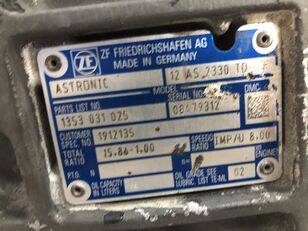 ZF
ZF FRIEDRICHSHAFEN AG
MADE IN GERMANY
ASTRONIC
MODEL
12 AS 2330 TD
PARTS LIST NO
SERIAL NO
DMC
1353 031 025
CUSTOMER SPEC. NO
1912135
TOTAL RATIO
15.86-1.00
SPEEDO RATIO
IMP/U 8.00
P.T.O.
N
ENGINE
OIL CAPACITY IN LITERS
OIL GRADE SEE LUBRIC. LIST TE-ML
02